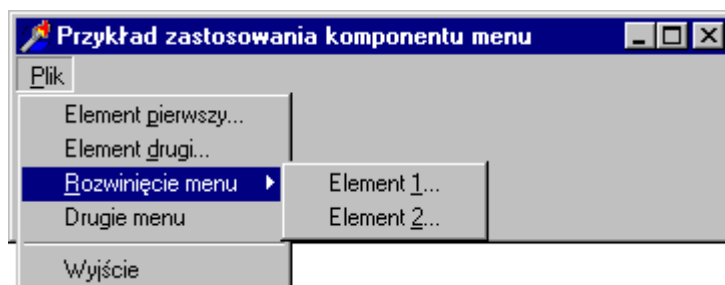 Przykład zastosowania komponentu menu
Plik
Element pierwszy...
Element drugi...
Rozwinięcie menu
Element 1...
Drugie menu
Element 2...
Wyjście